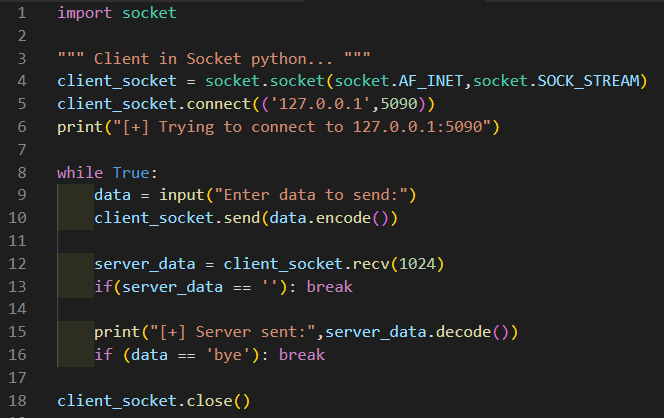 1 import socket
2
3 """ Client in Socket python... """
4 client_socket = socket.socket(socket.AF_INET,socket.SOCK_STREAM)
5 client_socket.connect(('127.0.0.1',5090))
6 print("[+] Trying to connect to 127.0.0.1:5090")
7
8 while True:
9     data = input("Enter data to send:")
10     client_socket.send(data.encode())
11
12     server_data = client_socket.recv(1024)
13     if(server_data == ''): break
14
15     print("[+] Server sent:",server_data.decode())
16     if (data == 'bye'): break
17
18 client_socket.close()